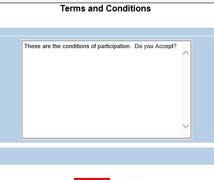 Terms and Conditions
These are the conditions of participation. Do you Accept?